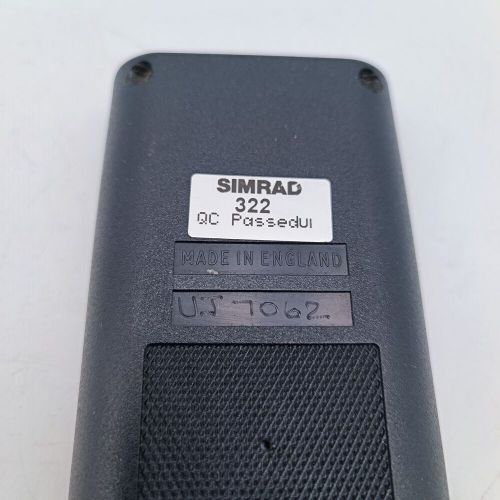 SIMRAD
322
QC PassedUI
MADE IN ENGLAND
UJ 7062